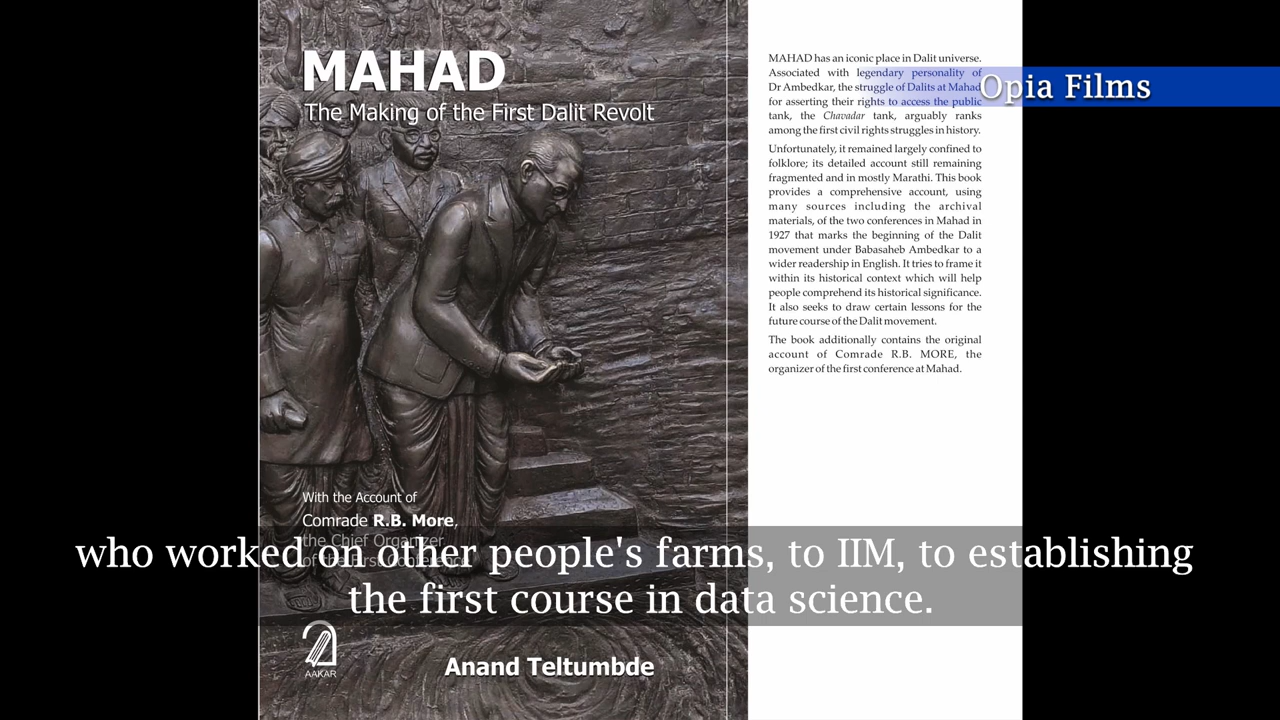 MAHAD
The Making of the First Dalit Revolt
With the Account of
Comrade R.B. More,
the Chief Organizer
of the First Conference
AAKAR
Anand Teltumbde
MAHAD has an iconic place in Dalit universe.
Associated with legendary personality of
Dr Ambedkar, the struggle of Dalits at Mahad
for asserting their rights to access the public
tank, the Chavadar tank, arguably ranks
among the first civil rights struggles in history.
Unfortunately, it remained largely confined to
folklore; its detailed account still remaining
fragmented and in mostly Marathi. This book
provides a comprehensive account, using
many sources including the archival
materials, of the two conferences in Mahad in
1927 that marks the beginning of the Dalit
movement under Babasaheb Ambedkar to a
wider readership in English. It tries to frame it
within its historical context which will help
people comprehend its historical significance.
It also seeks to draw certain lessons for the
future course of the Dalit movement.
The book additionally contains the original
account of Comrade R.B. MORE, the
organizer of the first conference at Mahad.
Opia Films
who worked on other people's farms, to IIM, to establishing
the first course in data science.